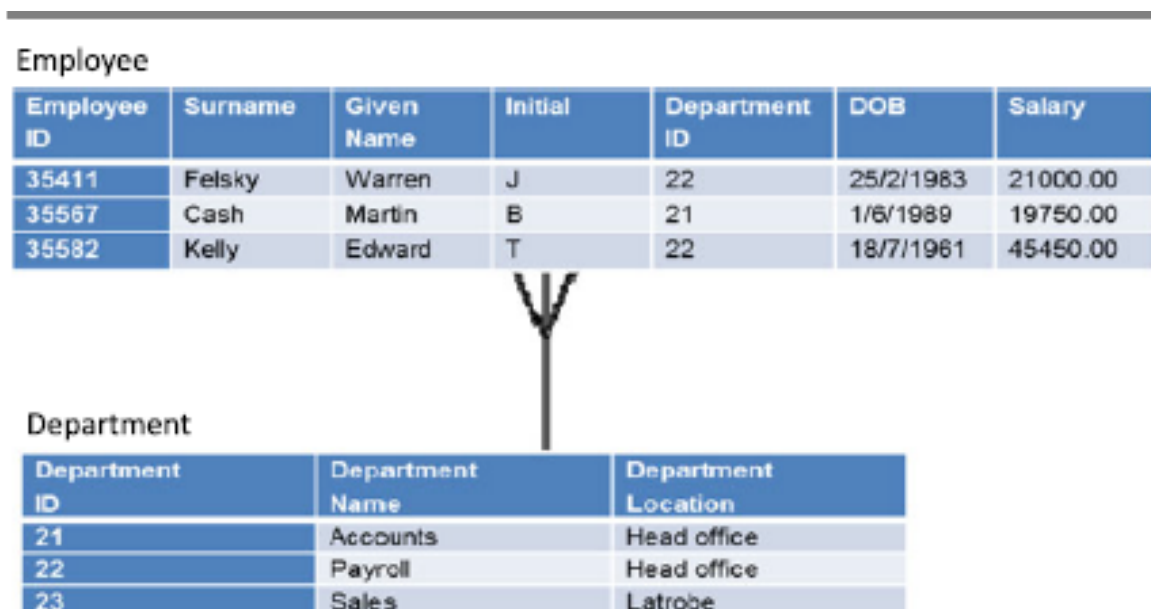 Employee
Employee ID Surname Given Name Initial Department ID DOB Salary
35411 Felsky Warren J 22 25/2/1983 21000.00
35567 Cash Martin B 21 1/6/1989 19750.00
35582 Kelly Edward T 22 18/7/1961 45450.00
Department
Department ID Department Name Department Location
21 Accounts Head office
22 Payroll Head office
23 Sales Latrobe